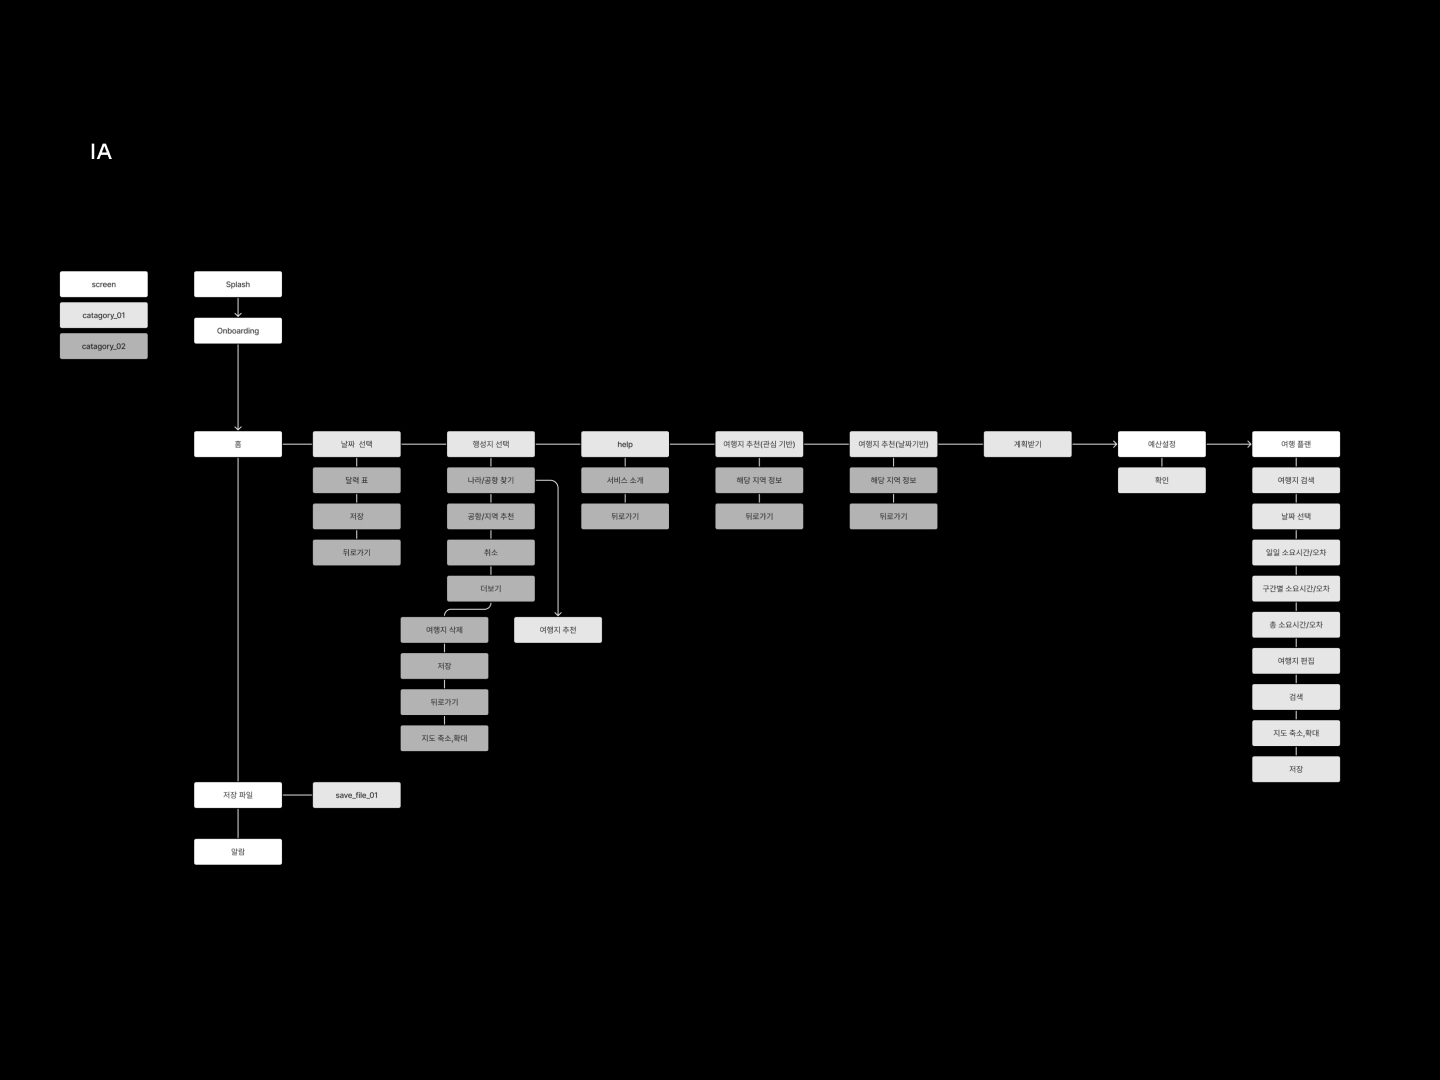 IA
screen
catagory_01
catagory_02
Splash
Onboarding
홈
날짜 선택
달력 표
저장
뒤로가기
행성지 선택
나라/공항 찾기
공항/지역 추천
취소
더보기
여행지 삭제
저장
뒤로가기
지도 축소,확대
여행지 추천
help
서비스 소개
뒤로가기
여행지 추천(관심 기반)
해당 지역 정보
뒤로가기
여행지 추천(날짜기반)
해당 지역 정보
뒤로가기
계획받기
예산설정
확인
여행 플랜
여행지 검색
날짜 선택
일일 소요시간/오차
구간별 소요시간/오차
총 소요시간/오차
여행지 편집
검색
지도 축소,확대
저장
저장 파일
save_file_01
알람